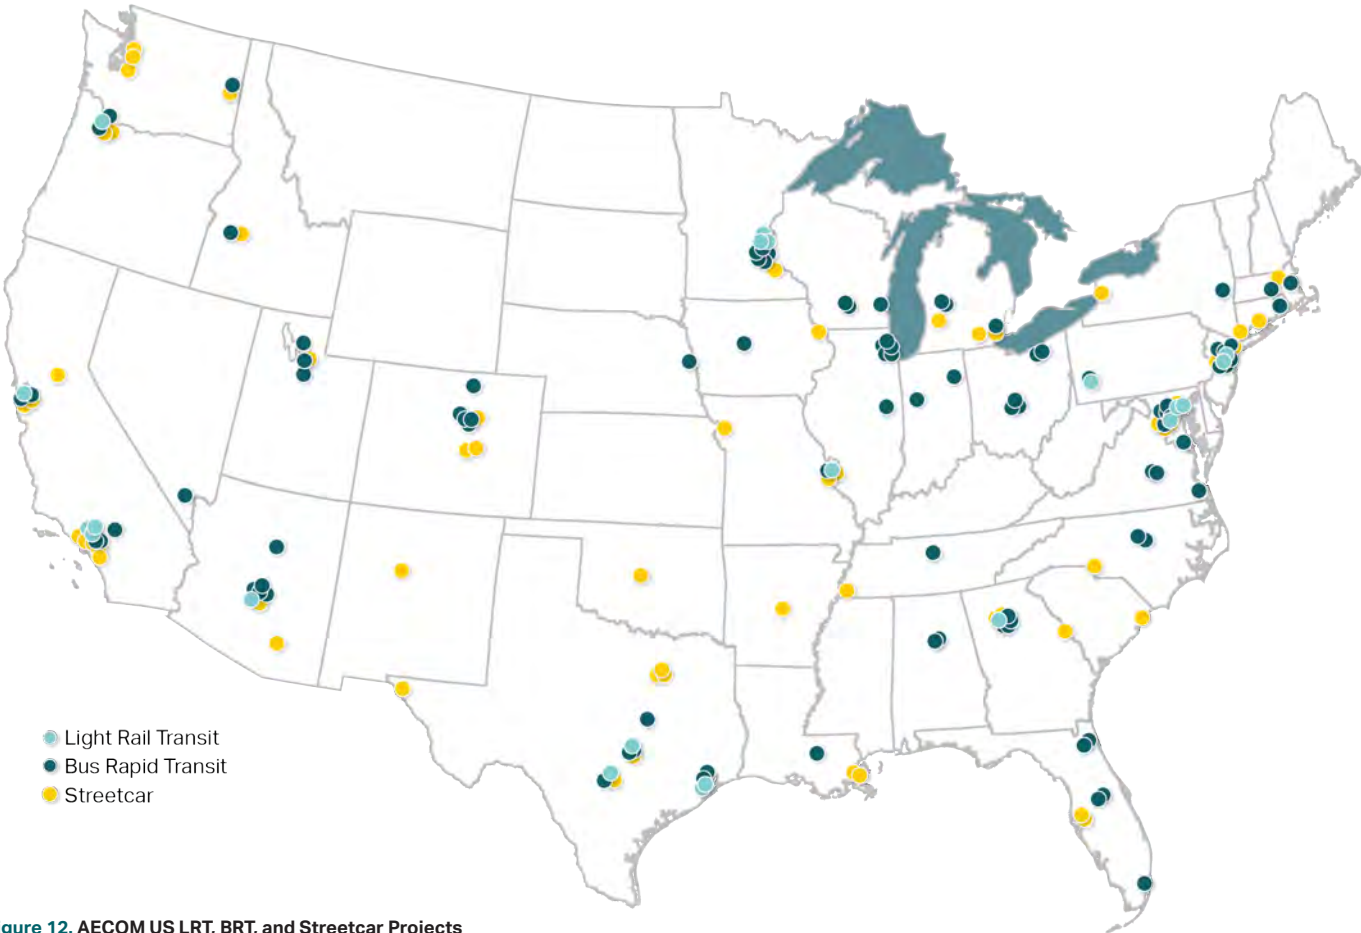 Light Rail Transit
Bus Rapid Transit
Streetcar
gure 12. AECOM US LRT, BRT, and Streetcar Projects